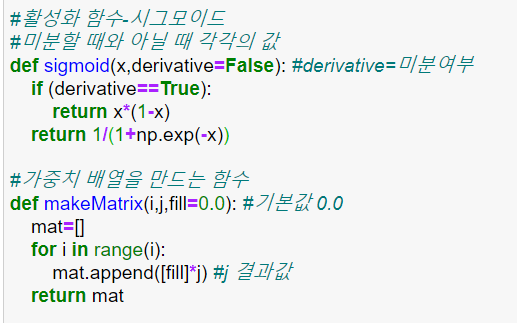 #활성화 함수-시그모이드
#미분할 때와 아닐 때 각각의 값
def sigmoid(x,derivative=False): #derivative=미분여부
    if (derivative==True):
        return x*(1-x)
    return 1/(1+np.exp(-x))

#가중치 배열을 만드는 함수
def makeMatrix(i,j,fill=0.0): #기본값 0.0
    mat=[]
    for i in range(i):
        mat.append([fill]*j) #j 결과값
    return mat